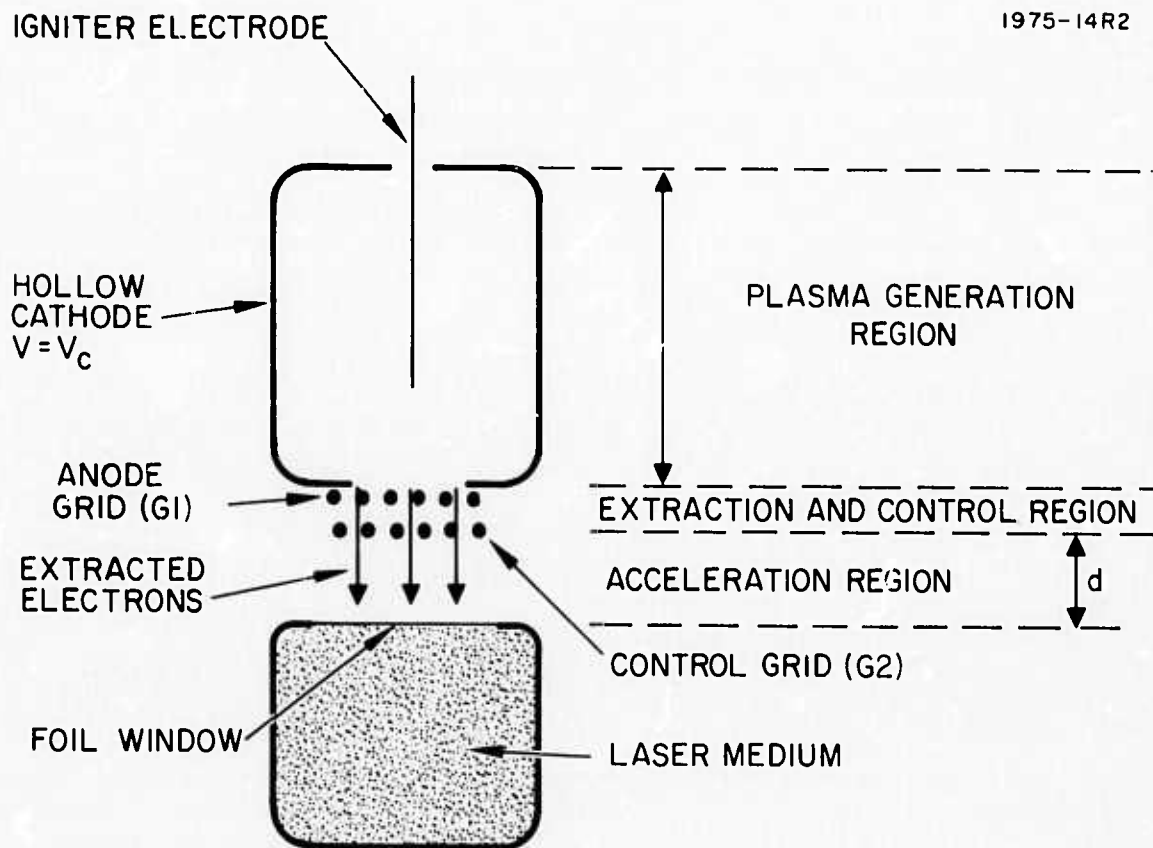 1975-14R2
IGNITER ELECTRODE
HOLLOW
CATHODE
V = V_c
PLASMA GENERATION
REGION
ANODE
GRID (G1)
EXTRACTION AND CONTROL REGION
EXTRACTED
ELECTRONS
ACCELERATION REGION
d
CONTROL GRID (G2)
FOIL WINDOW
LASER MEDIUM